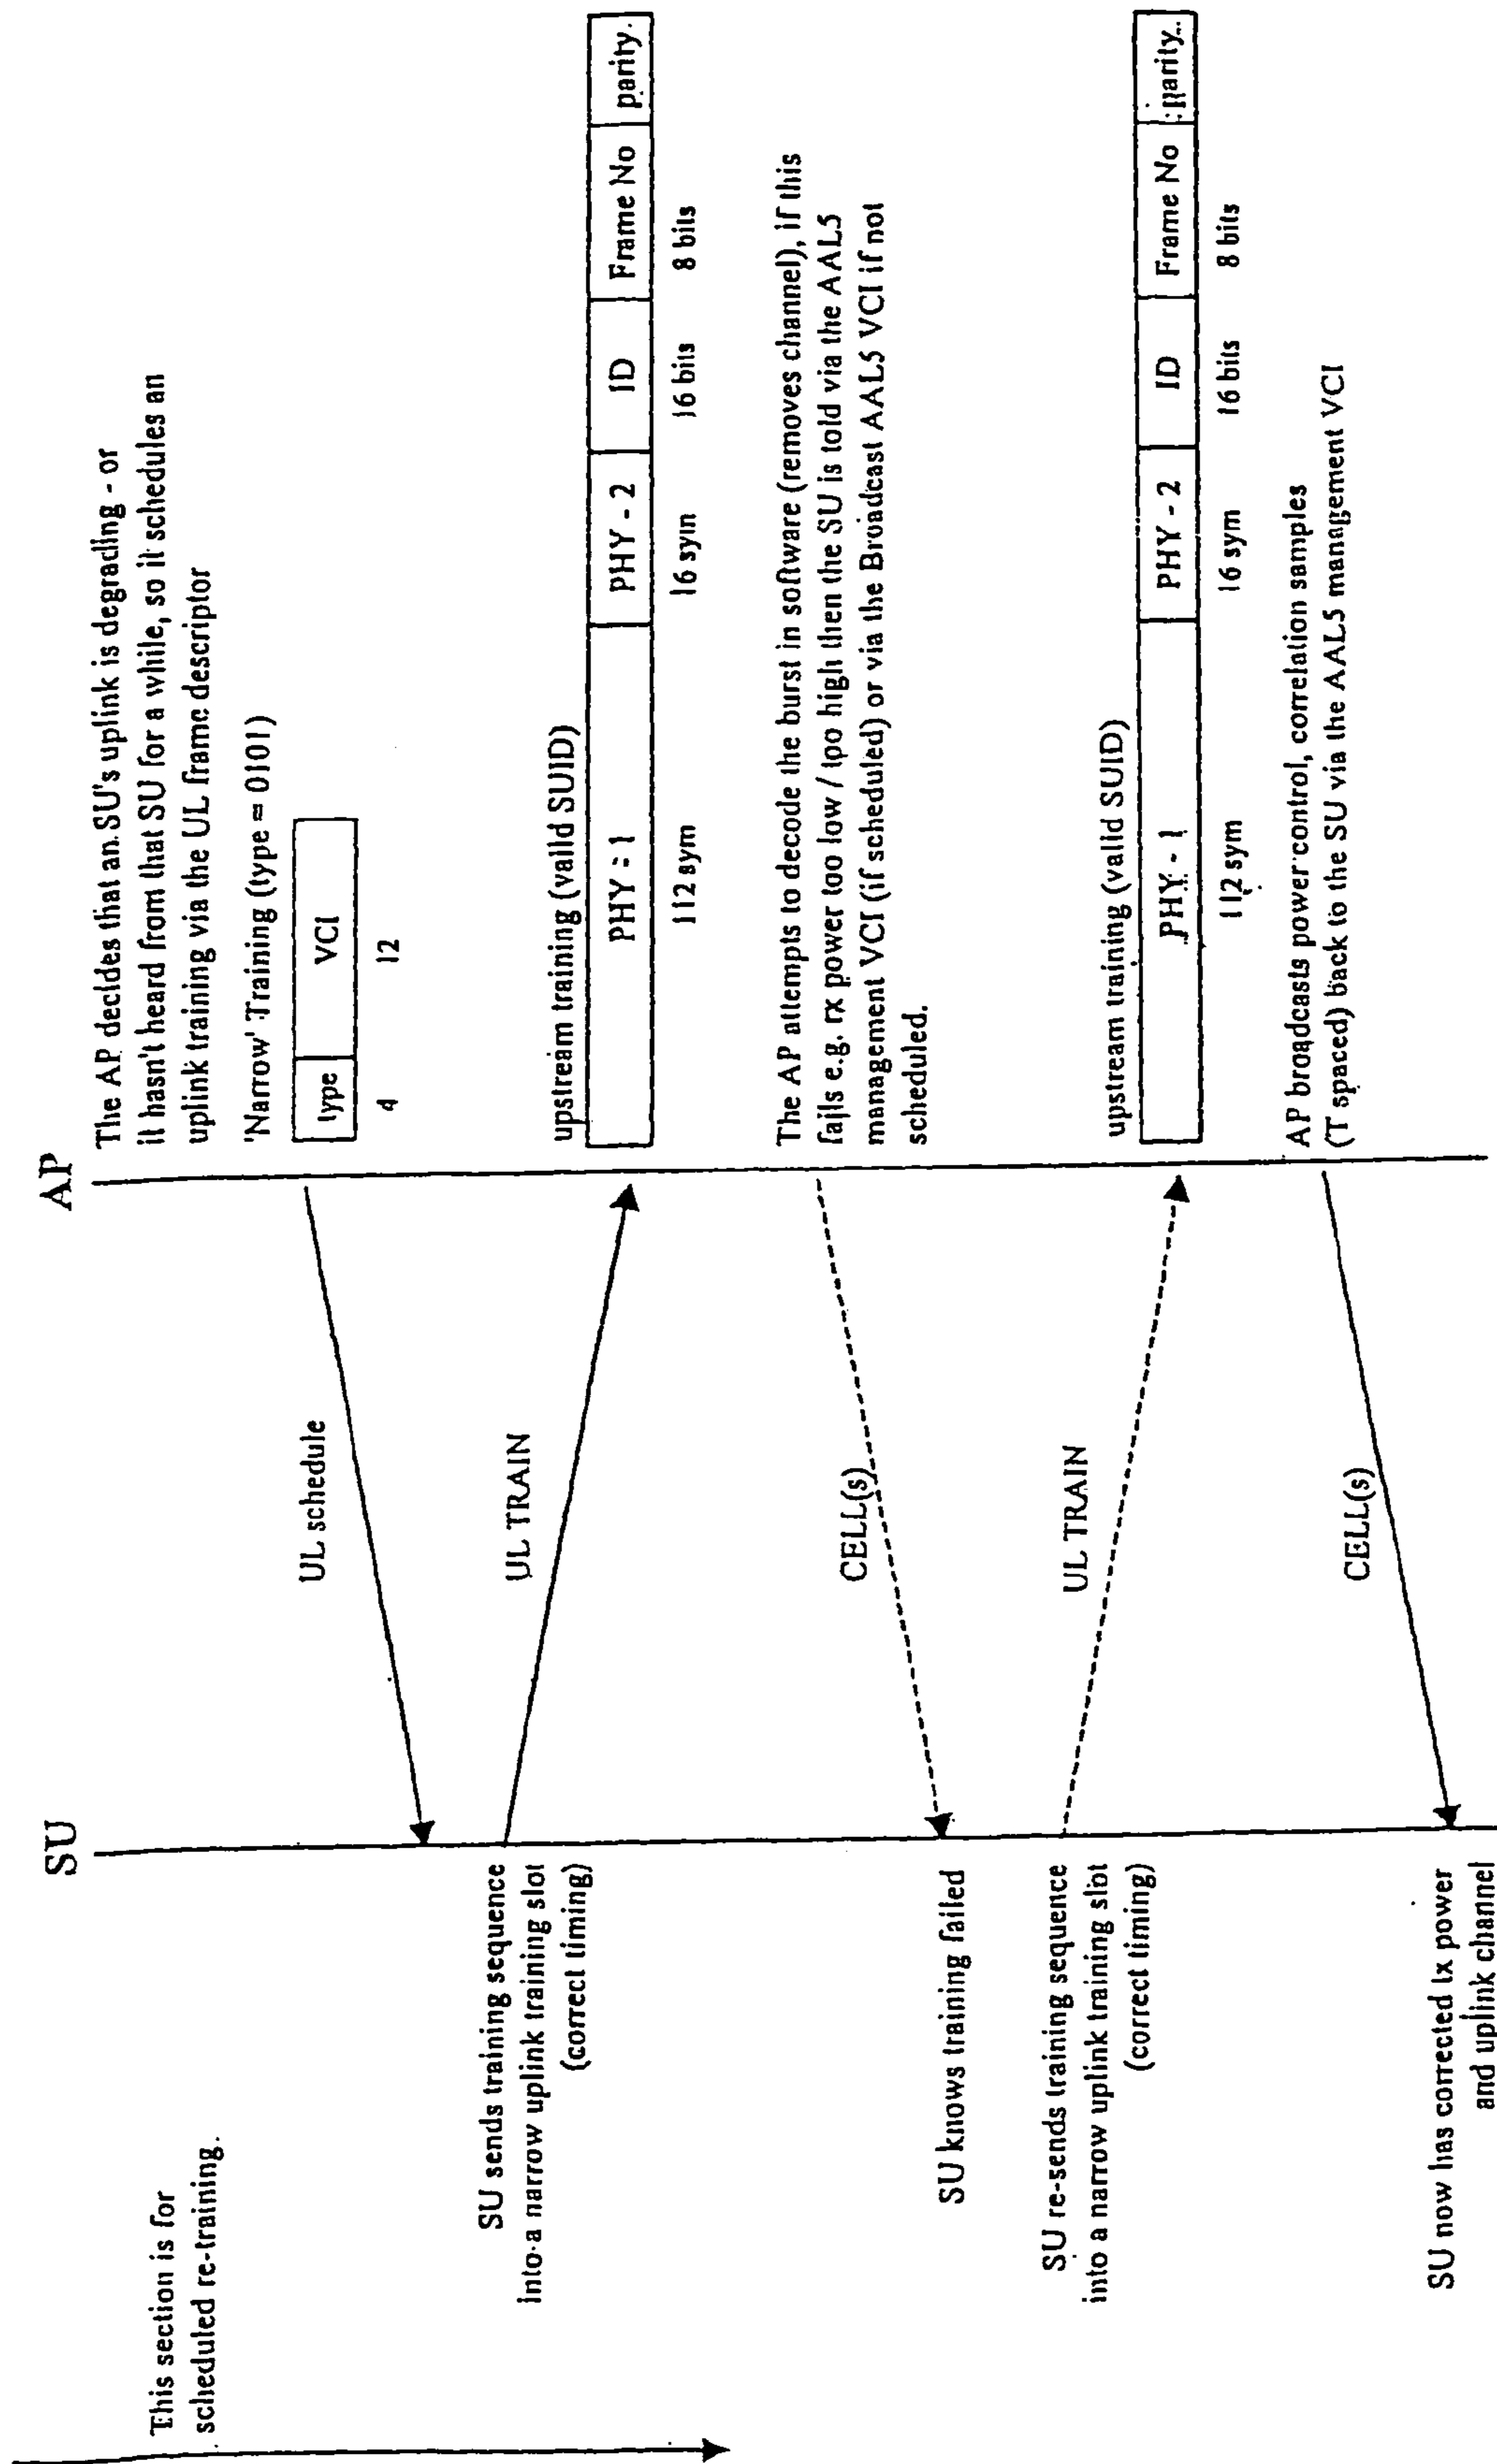 This section is for
scheduled re-training.
SU
AP
The AP decides that an SU's uplink is degrading - or
it hasn't heard from that SU for a while, so it schedules an
uplink training via the UL frame descriptor
'Narrow' Training (type = 0101)
type
VCI
4
12
UL schedule
SU sends training sequence
into a narrow uplink training slot
(correct timing)
UL TRAIN
upstream training (valid SUID)
PHY - 1
PHY - 2
ID
Frame No
parity
112 sym
16 sym
16 bits
8 bits
The AP attempts to decode the burst in software (removes channel), if this
fails e.g. rx power too low / too high then the SU is told via the AAL5
management VCI (if scheduled) or via the Broadcast AAL5 VCI if not
scheduled.
CELL(s)
SU knows training failed
SU re-sends training sequence
into a narrow uplink training slot
(correct timing)
UL TRAIN
upstream training (valid SUID)
PHY - 1
PHY - 2
ID
Frame No
parity
112 sym
16 sym
16 bits
8 bits
AP broadcasts power control, correlation samples
(T spaced) back to the SU via the AAL5 management VCI
CELL(s)
SU now has corrected tx power
and uplink channel